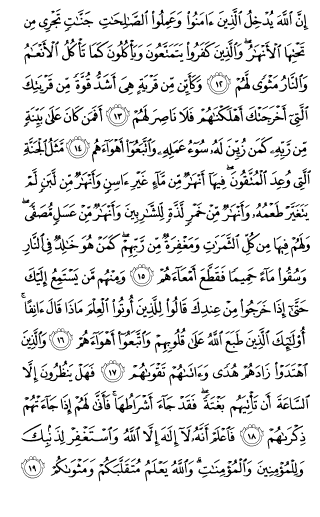 إِنَّ ٱللَّهَ يُدْخِلُ ٱلَّذِينَ ءَامَنُوا۟ وَعَمِلُوا۟ ٱلصَّٰلِحَٰتِ جَنَّٰتٍ تَجْرِى مِن
تَحْتِهَا ٱلْأَنْهَٰرُ ۖ وَٱلَّذِينَ كَفَرُوا۟ يَتَمَتَّعُونَ وَيَأْكُلُونَ كَمَا تَأْكُلُ ٱلْأَنْعَٰمُ
وَٱلنَّارُ مَثْوًى لَّهُمْ ١٢ وَكَأَيِّن مِّن قَرْيَةٍ هِىَ أَشَدُّ قُوَّةً مِّن قَرْيَتِكَ
ٱلَّتِىٓ أَخْرَجَتْكَ أَهْلَكْنَٰهُمْ فَلَا نَاصِرَ لَهُمْ ١٣ أَفَمَن كَانَ عَلَىٰ بَيِّنَةٍ
مِّن رَّبِّهِۦ كَمَن زُيِّنَ لَهُۥ سُوٓءُ عَمَلِهِۦ وَٱتَّبَعُوٓا۟ أَهْوَآءَهُم ١٤ مَّثَلُ ٱلْجَنَّةِ
ٱلَّتِى وُعِدَ ٱلْمُتَّقُونَ ۖ فِيهَآ أَنْهَٰرٌ مِّن مَّآءٍ غَيْرِ ءَاسِنٍ وَأَنْهَٰرٌ مِّن لَّبَنٍ لَّمْ
يَتَغَيَّرْ طَعْمُهُۥ وَأَنْهَٰرٌ مِّنْ خَمْرٍ لَّذَّةٍ لِّلشَّٰرِبِينَ وَأَنْهَٰرٌ مِّنْ عَسَلٍ مُّصَفًّى ۖ
وَلَهُمْ فِيهَا مِن كُلِّ ٱلثَّمَرَٰتِ وَمَغْفِرَةٌ مِّن رَّبِّهِمْ ۖ كَمَنْ هُوَ خَٰلِدٌ فِى ٱلنَّارِ
وَسُقُوا۟ مَآءً حَمِيمًا فَقَطَّعَ أَمْعَآءَهُمْ ١٥ وَمِنْهُم مَّن يَسْتَمِعُ إِلَيْكَ
حَتَّىٰٓ إِذَا خَرَجُوا۟ مِنْ عِندِكَ قَالُوا۟ لِلَّذِينَ أُوتُوا۟ ٱلْعِلْمَ مَاذَا قَالَ ءَانِفًا ۚ
أُو۟لَٰٓئِكَ ٱلَّذِينَ طَبَعَ ٱللَّهُ عَلَىٰ قُلُوبِهِمْ وَٱتَّبَعُوٓا۟ أَهْوَآءَهُمْ ١٦ وَٱلَّذِينَ
ٱهْتَدَوْا۟ زَادَهُمْ هُدًى وَءَاتَىٰهُمْ تَقْوَىٰهُمْ ١٧ فَهَلْ يَنظُرُونَ إِلَّا
ٱلسَّاعَةَ أَن تَأْتِيَهُم بَغْتَةً ۖ فَقَدْ جَآءَ أَشْرَاطُهَا ۚ فَأَنَّىٰ لَهُمْ إِذَا جَآءَتْهُمْ
ذِكْرَىٰهُمْ ١٨ فَٱعْلَمْ أَنَّهُۥ لَآ إِلَٰهَ إِلَّا ٱللَّهُ وَٱسْتَغْفِرْ لِذَنۢبِكَ
وَلِلْمُؤْمِنِينَ وَٱلْمُؤْمِنَٰتِ ۗ وَٱللَّهُ يَعْلَمُ مُتَقَلَّبَكُمْ وَمَثْوَىٰكُمْ ١٩